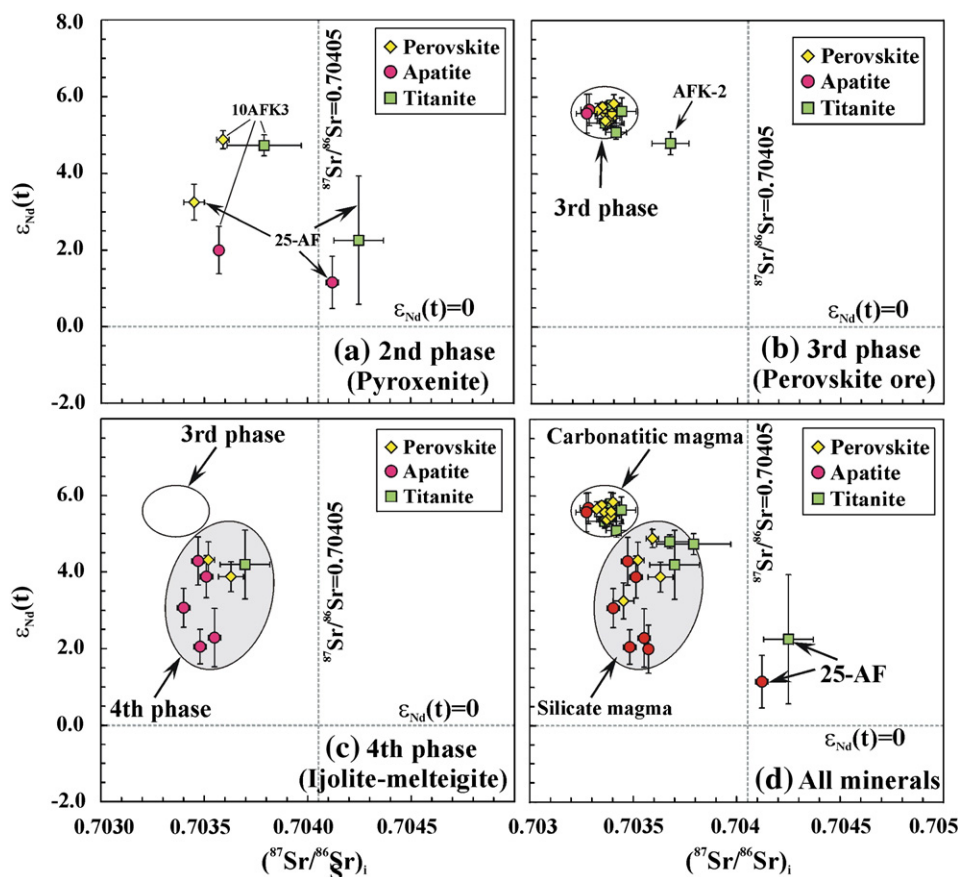 8.0
6.0
4.0
2.0
0.0
-2.0
εNd(t)
Perovskite
Apatite
Titanite
10AFK3
25-AF
⁸⁷Sr/⁸⁶Sr=0.70405
εNd(t)=0
(a) 2nd phase
(Pyroxenite)
Perovskite
Apatite
Titanite
AFK-2
3rd phase
⁸⁷Sr/⁸⁶Sr=0.70405
εNd(t)=0
(b) 3rd phase
(Perovskite ore)
6.0
4.0
2.0
0.0
-2.0
εNd(t)
3rd phase
Perovskite
Apatite
Titanite
⁸⁷Sr/⁸⁶Sr=0.70405
4th phase
εNd(t)=0
(c) 4th phase
(Ijolite-melteigite)
0.7030
0.7035
0.7040
0.7045
(⁸⁷Sr/⁸⁶Sr)i
S
Carbonatitic magma
Perovskite
Apatite
Titanite
⁸⁷Sr/⁸⁶Sr=0.70405
25-AF
Silicate magma
εNd(t)=0
(d) All minerals
0.703
0.7035
0.704
0.7045
0.705
(⁸⁷Sr/⁸⁶Sr)i